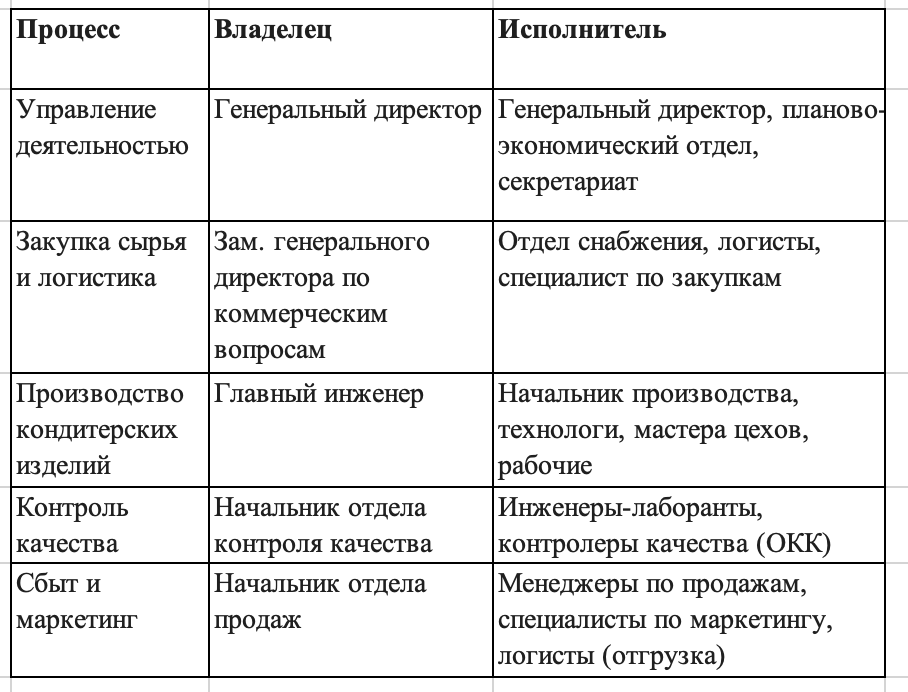 Процесс
Владелец
Исполнитель
Управление
деятельностью
Генеральный директор
Генеральный директор, планово-
экономический отдел,
секретариат
Закупка сырья
и логистика
Зам. генерального
директора по
коммерческим
вопросам
Отдел снабжения, логисты,
специалист по закупкам
Производство
кондитерских
изделий
Главный инженер
Начальник производства,
технологи, мастера цехов,
рабочие
Контроль
качества
Начальник отдела
контроля качества
Инженеры-лаборанты,
контролеры качества (ОКК)
Сбыт и
маркетинг
Начальник отдела
продаж
Менеджеры по продажам,
специалисты по маркетингу,
логисты (отгрузка)